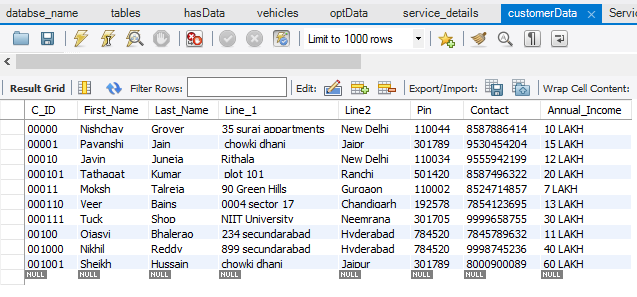 databse_name tables hasData vehicles optData service_details customerData Serv
Limit to 1000 rows
Result Grid Filter Rows: Edit: Export/Import: Wrap Cell Content:
C_ID First_Name Last_Name Line_1 Line2 Pin Contact Annual_Income
00000 Nishchay Grover 35 suraj appartments New Delhi 110044 8587886414 10 LAKH
00001 Pavanshi Jain chowki dhani Jaipr 301789 9530454204 15 LAKH
00010 Javin Juneja Rithala New Delhi 110034 9555942199 12 LAKH
000101 Tathagat Kumar plot 101 Ranchi 501420 8587496322 20 LAKH
00011 Moksh Talreja 90 Green Hills Gurgaon 110002 8524714857 7 LAKH
000110 Veer Bains 0004 sector 17 Chandigarh 192578 7854123695 13 LAKH
000111 Tuck Shop NIIT University Neemrana 301705 9999658755 30 LAKH
00100 Ojasvi Bhalerao 234 secundarabad Hyderabad 784520 7845789632 11 LAKH
001000 Nikhil Reddy 899 secundarabad Hyderabad 784520 9998745236 40 LAKH
001001 Sheikh Hussain chowki dhani Jaipur 301789 8000900089 60 LAKH
NULL NULL NULL NULL NULL NULL NULL NULL